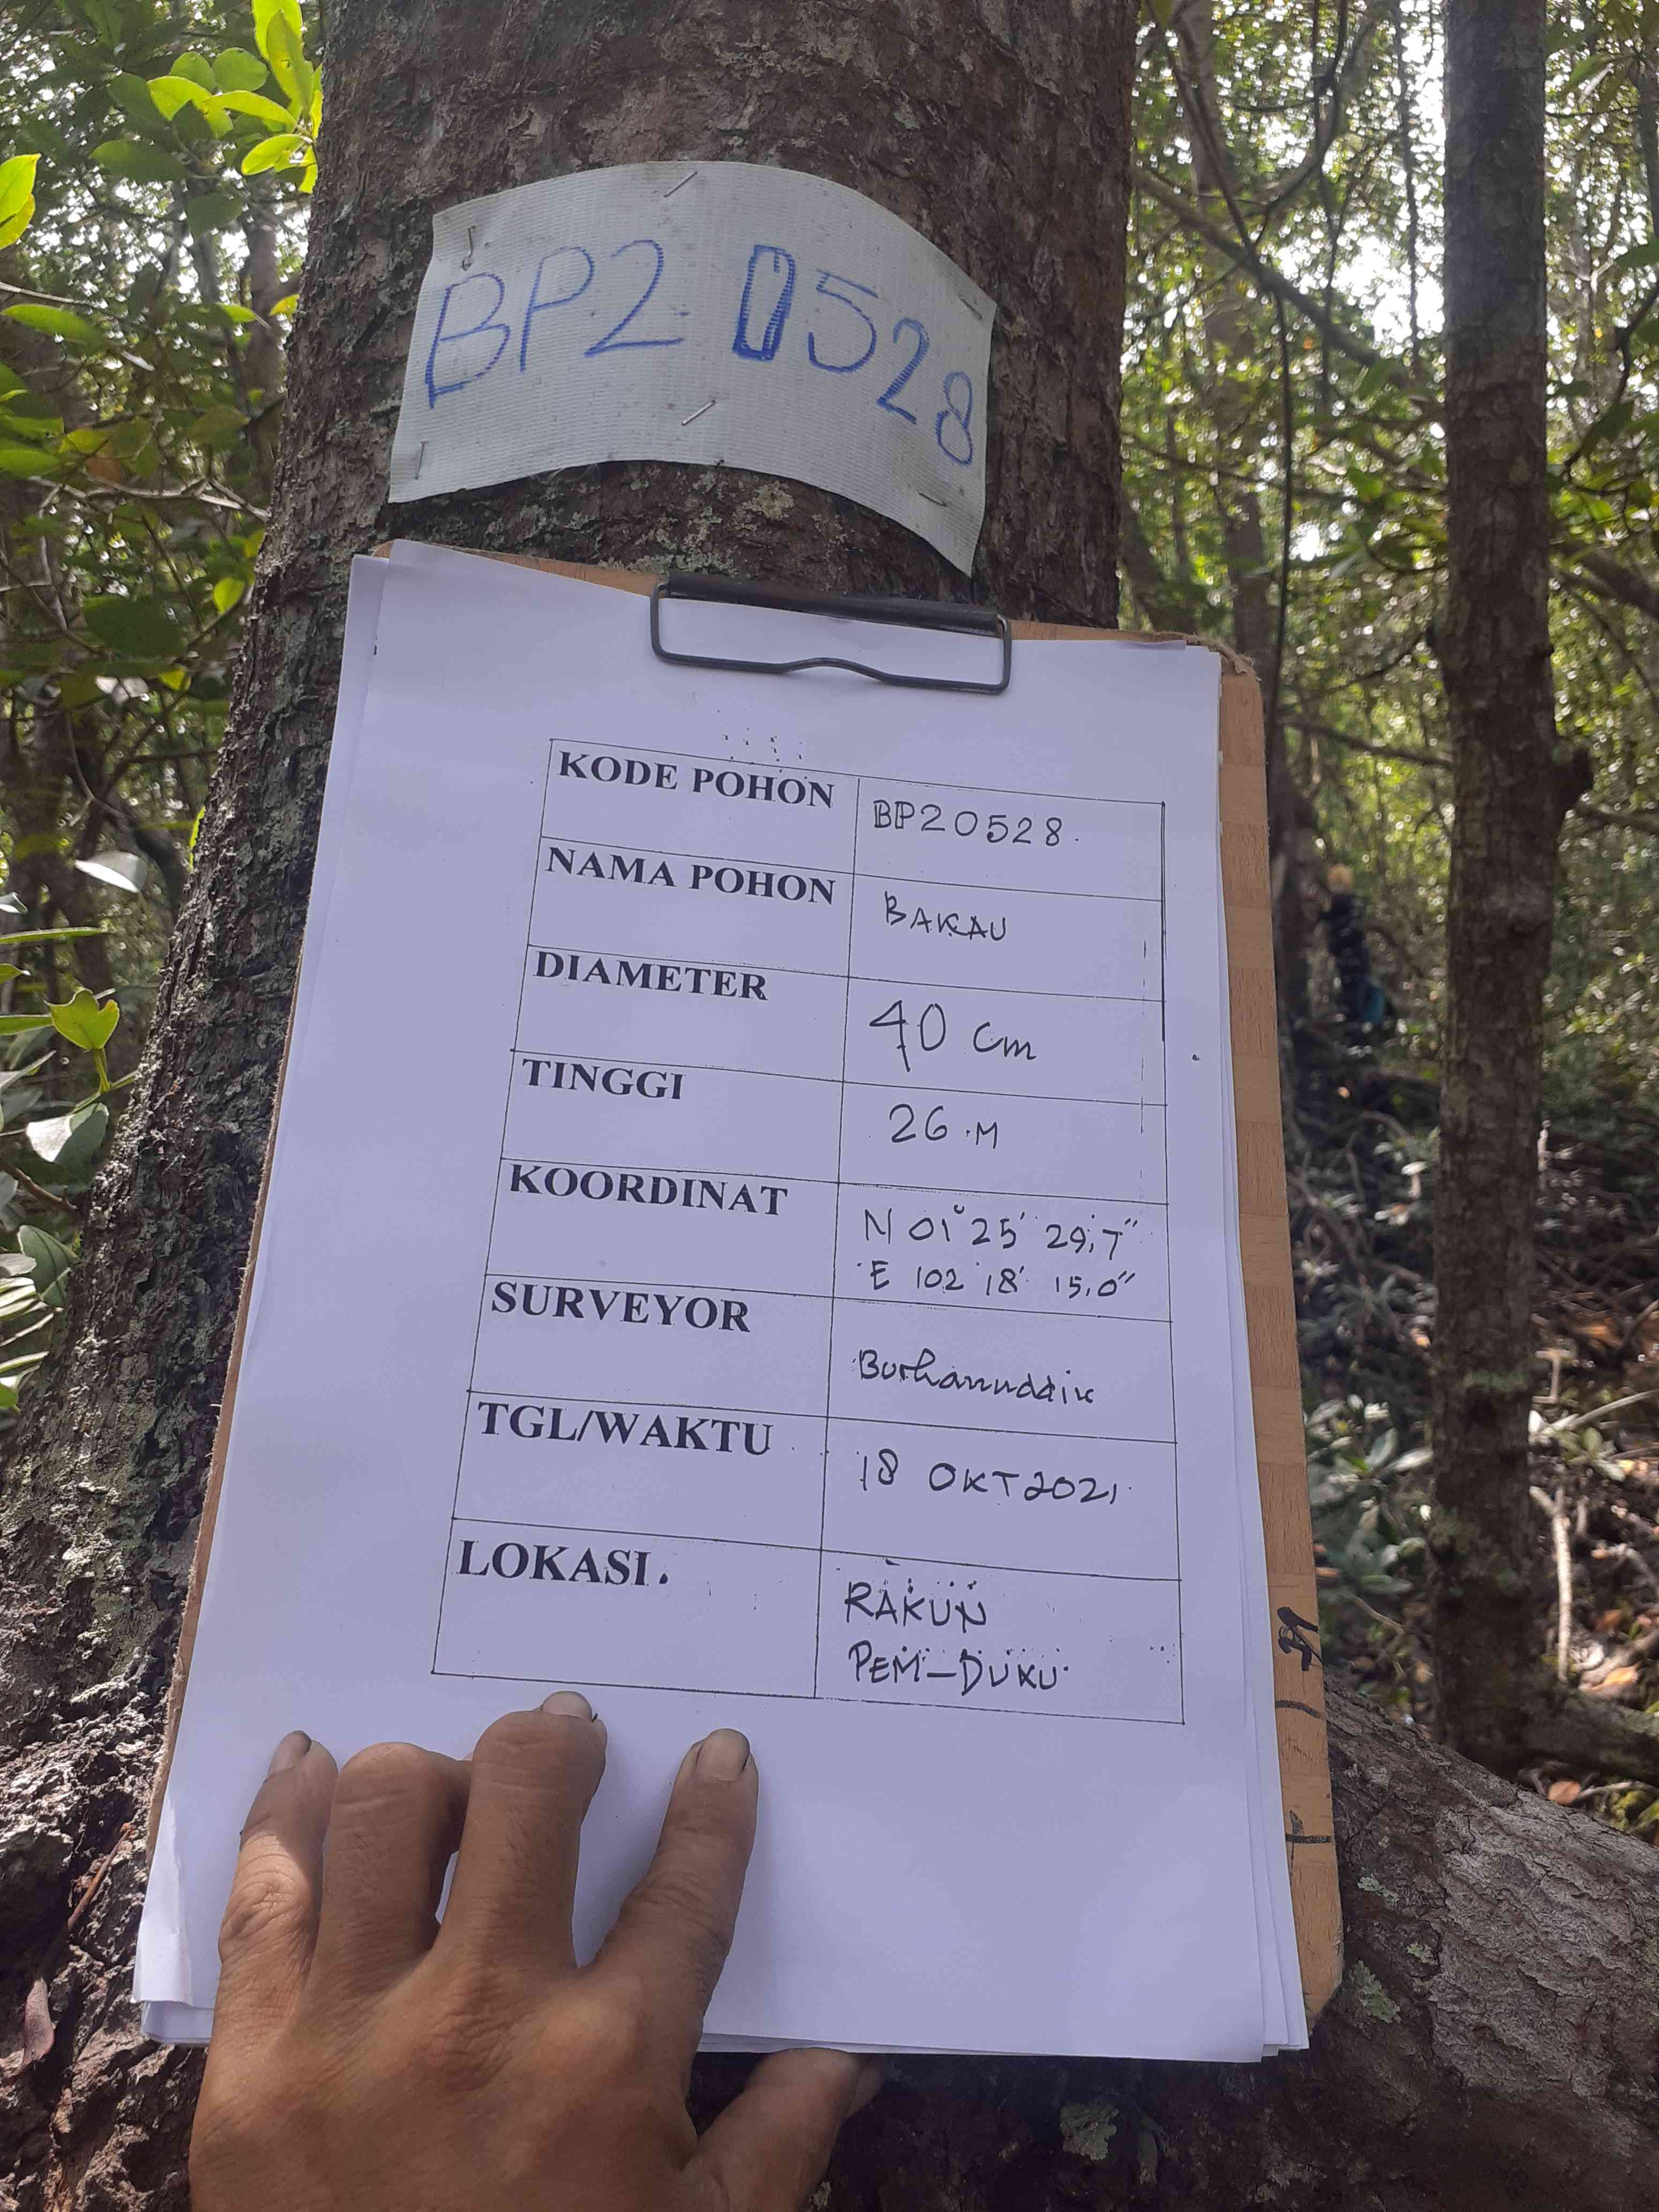 BP2 0528
KODE POHON BP20528.
NAMA POHON BAKAU
DIAMETER 40 cm
TINGGI 26 M
KOORDINAT N 01° 25' 29,7"
E 102 18' 15,0"
SURVEYOR Burhanuddin
TGL/WAKTU 18 OKT 2021
LOKASI. RAKUN
PEM-DUKU